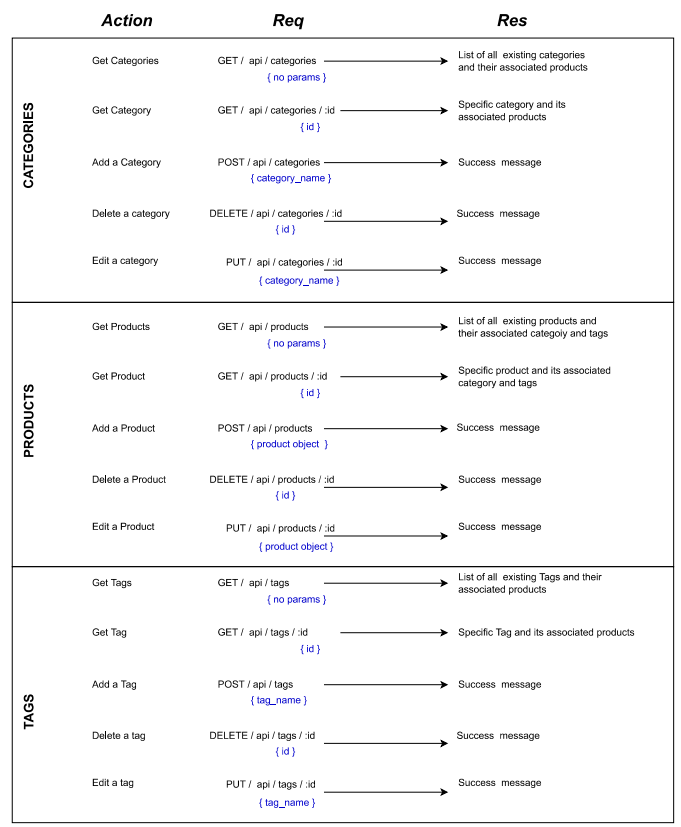 Action Req Res
CATEGORIES
Get Categories GET / api / categories List of all existing categories
and their associated products
{ no params }
Get Category GET / api / categories / :id Specific category and its
associated products
{ id }
Add a Category POST / api / categories Success message
{ category_name }
Delete a category DELETE / api / categories / :id Success message
{ id }
Edit a category PUT / api / categories / :id Success message
{ category_name }
PRODUCTS
Get Products GET / api / products List of all existing products and
their associated categoiy and tags
{ no params }
Get Product GET / api / products / :id Specific product and its associated
category and tags
{ id }
Add a Product POST / api / products Success message
{ product object }
Delete a Product DELETE / api / products / :id Success message
{ id }
Edit a Product PUT / api / products / :id Success message
{ product object }
TAGS
Get Tags GET / api / tags List of all existing Tags and their
associated products
{ no params }
Get Tag GET / api / tags / :id Specific Tag and its associated products
{ id }
Add a Tag POST / api / tags Success message
{ tag_name }
Delete a tag DELETE / api / tags / :id Success message
{ id }
Edit a tag PUT / api / tags / :id Success message
{ tag_name }